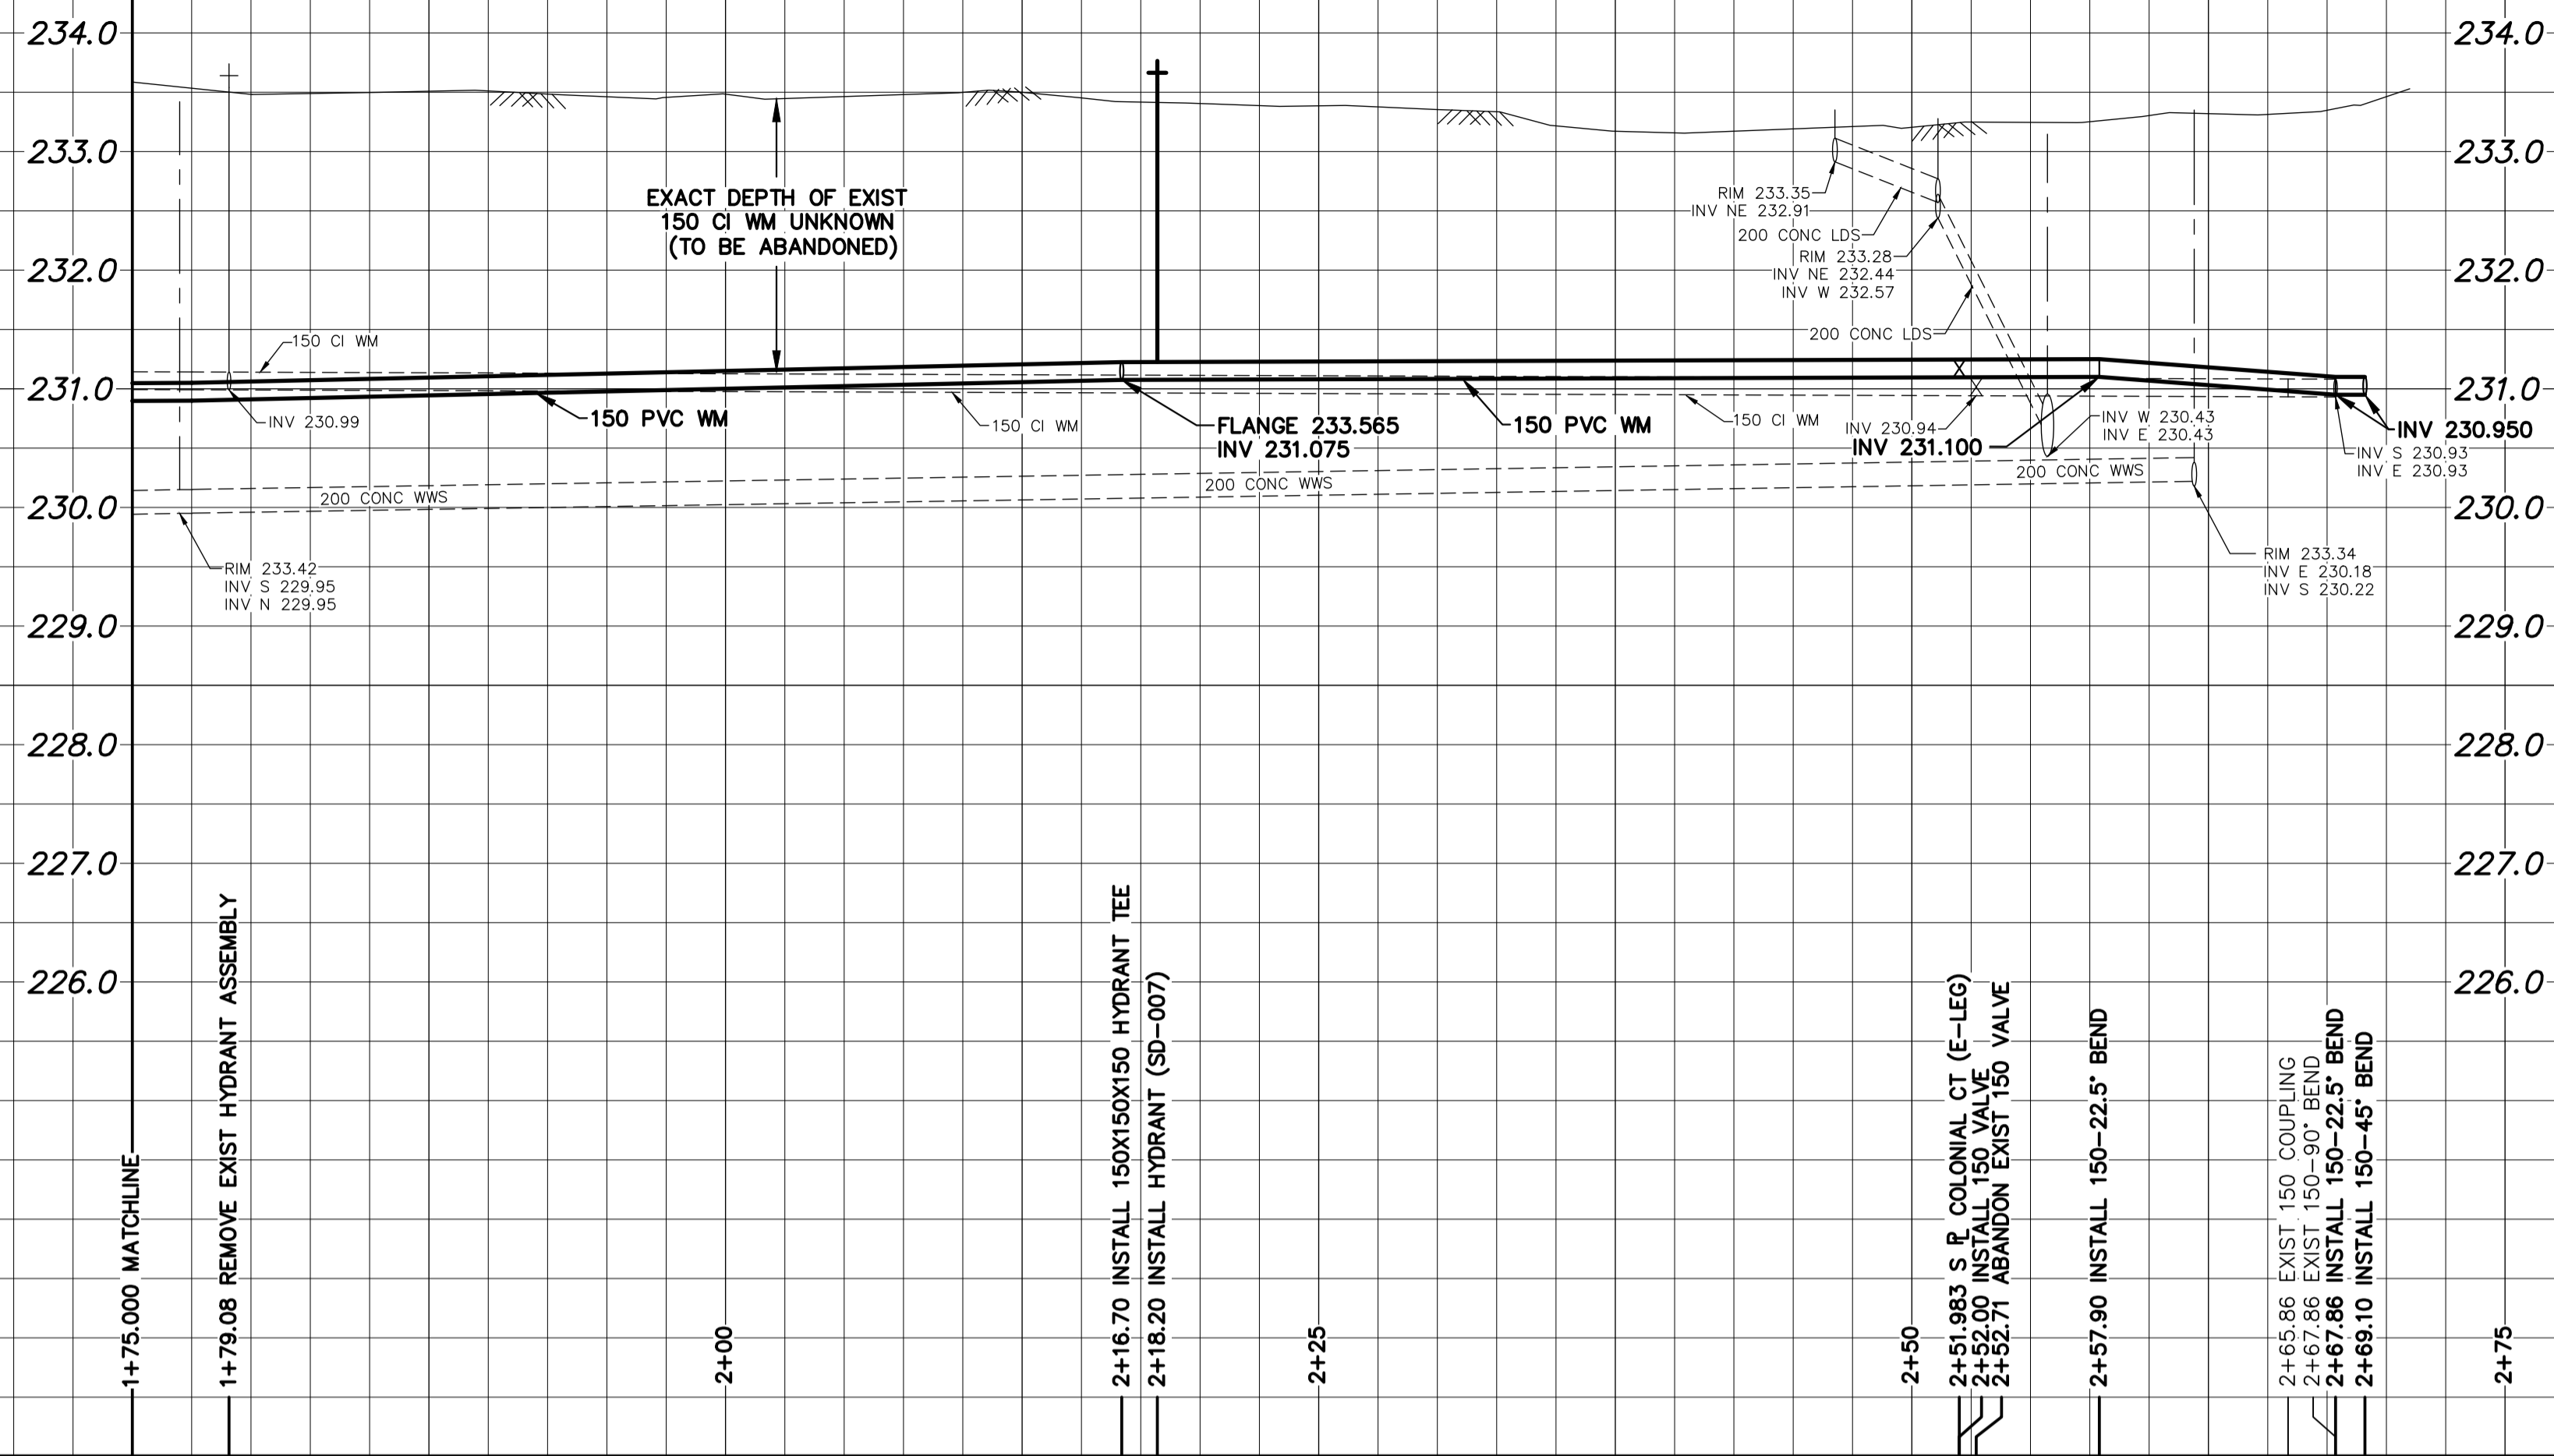 234.0
234.0
233.0
233.0
232.0
232.0
231.0
231.0
230.0
230.0
229.0
229.0
228.0
228.0
227.0
227.0
226.0
226.0
EXACT DEPTH OF EXIST
150 CI WM UNKNOWN
(TO BE ABANDONED)
150 CI WM
INV 230.99
150 PVC WM
150 CI WM
FLANGE 233.565
INV 231.075
150 PVC WM
150 CI WM
RIM 233.35
INV NE 232.91
200 CONC LDS
RIM 233.28
INV NE 232.44
INV W 232.57
200 CONC LDS
INV 230.94
INV 231.100
INV W 230.43
INV E 230.43
INV 230.950
INV S 230.93
INV E 230.93
200 CONC WWS
200 CONC WWS
200 CONC WWS
RIM 233.42
INV S 229.95
INV N 229.95
RIM 233.34
INV E 230.18
INV S 230.22
1+75.000 MATCHLINE
1+79.08 REMOVE EXIST HYDRANT ASSEMBLY
2+00
2+16.70 INSTALL 150X150X150 HYDRANT TEE
2+18.20 INSTALL HYDRANT (SD-007)
2+25
2+50
2+51.983 S PL COLONIAL CT (E-LEG)
2+52.00 INSTALL 150 VALVE
2+52.71 ABANDON EXIST 150 VALVE
2+57.90 INSTALL 150-22.5° BEND
2+65.86 EXIST 150 COUPLING
2+67.86 EXIST 150-90° BEND
2+67.86 INSTALL 150-22.5° BEND
2+69.10 INSTALL 150-45° BEND
2+75